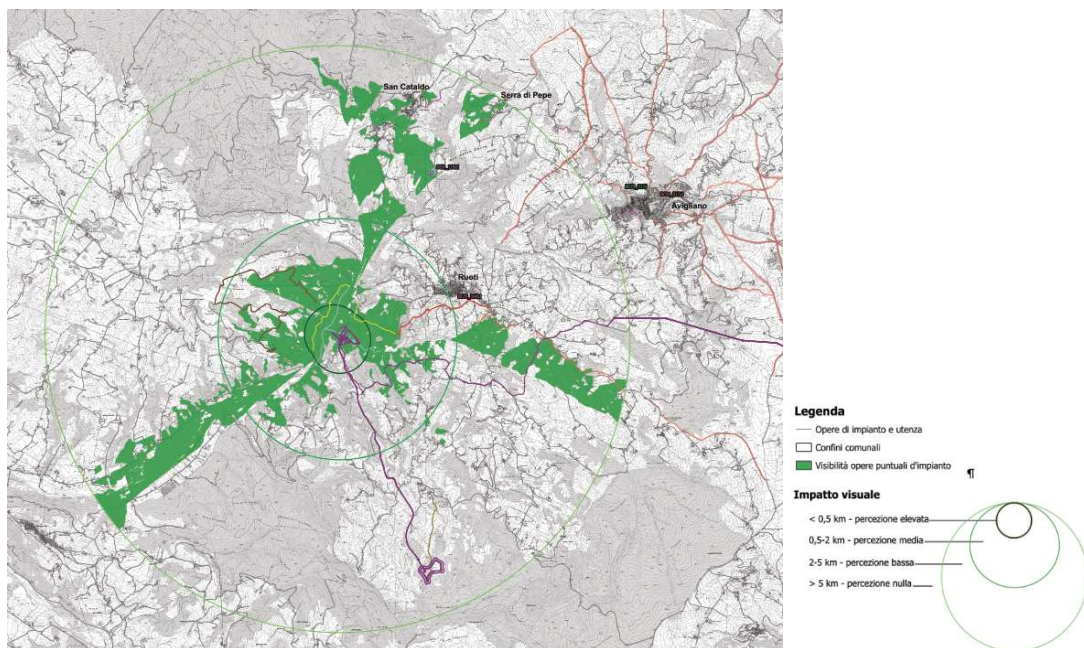 San Cataldo
Serra di Pepe
Avigliano
Ruoti
Legenda
Opere di impianto e utenza
Confini comunali
Visibilità opere puntuali d'impianto
¶
Impatto visuale
< 0,5 km - percezione elevata
0,5-2 km - percezione media
2-5 km - percezione bassa
> 5 km - percezione nulla